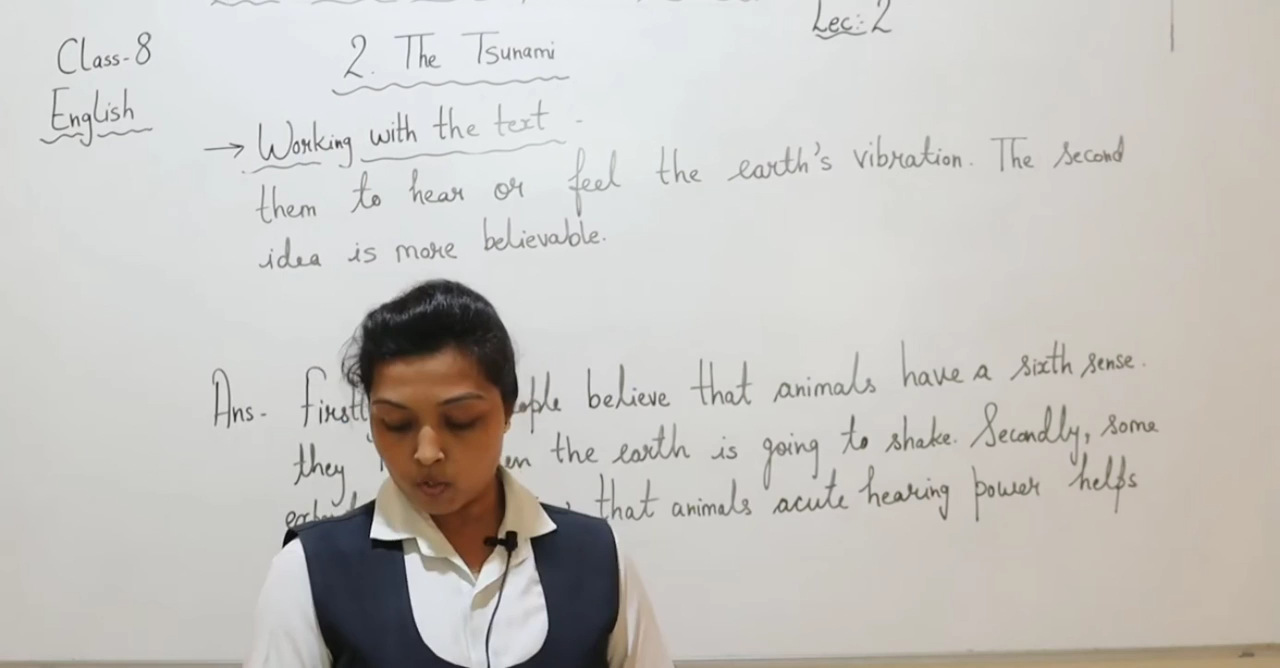 Lec:- 2
Class-8
2. The Tsunami
English
→ Working with the text -
them to hear or feel the earth's vibration. The second
idea is more believable.
Ans- believe that animals have a sixth sense.
they the earth is going to shake. Secondly, some
that animals acute hearing power helps